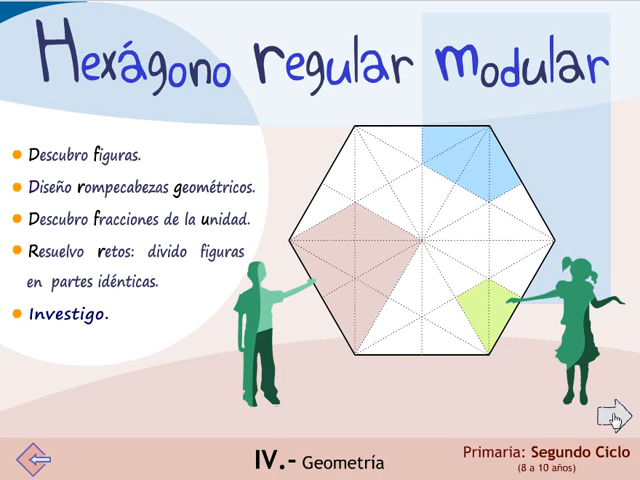 Hexágono regular modular
Descubro figuras.
Diseño rompecabezas geométricos.
Descubro fracciones de la unidad.
Resuelvo retos: divido figuras
en partes idénticas.
Investigo.
IV.- Geometría
Primaria: Segundo Ciclo
(8 a 10 años)